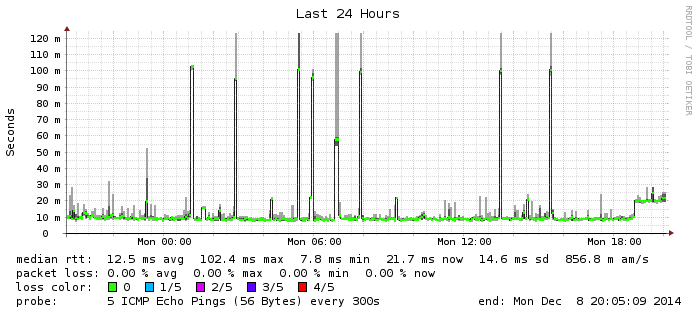 Last 24 Hours
RRDTOOL / TOBI OETIKER
Seconds
120 m
110 m
100 m
90 m
80 m
70 m
60 m
50 m
40 m
30 m
20 m
10 m
0
Mon 00:00 Mon 06:00 Mon 12:00 Mon 18:00
median rtt: 12.5 ms avg 102.4 ms max 7.8 ms min 21.7 ms now 14.6 ms sd 856.8 m am/s
packet loss: 0.00 % avg 0.00 % max 0.00 % min 0.00 % now
loss color: 0 1/5 2/5 3/5 4/5
probe: 5 ICMP Echo Pings (56 Bytes) every 300s end: Mon Dec 8 20:05:09 2014